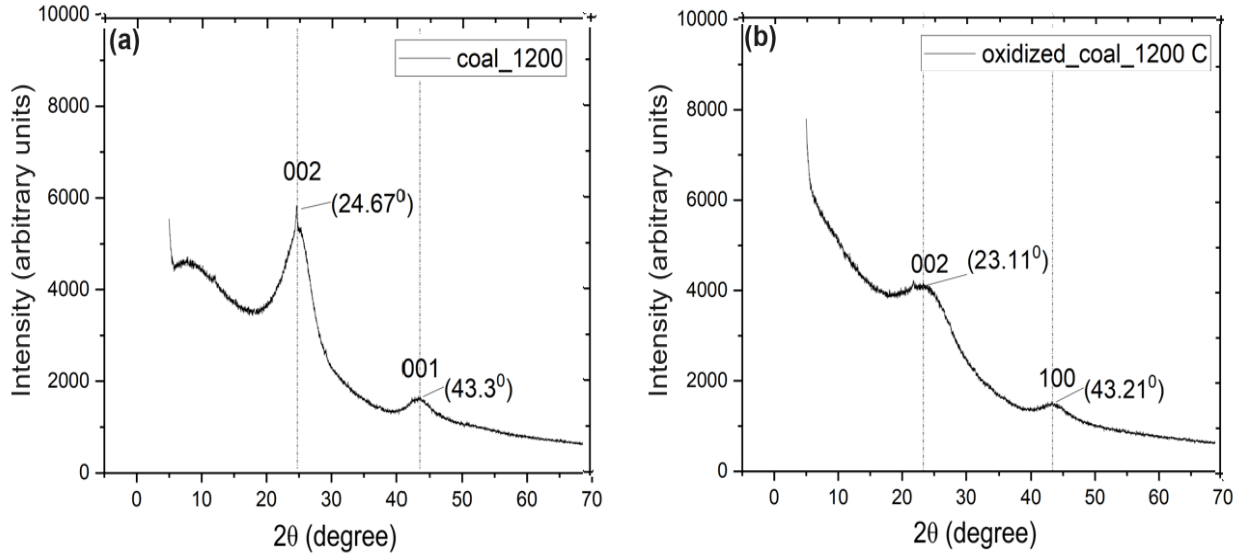 (a)
coal_1200
10000
8000
6000
4000
2000
0
Intensity (arbitrary units)
002
(24.67⁰)
001
(43.3⁰)
0 10 20 30 40 50 60 70
2θ (degree)
(b)
oxidized_coal_1200 C
10000
8000
6000
4000
2000
0
Intensity (arbitrary units)
002
(23.11⁰)
100
(43.21⁰)
0 10 20 30 40 50 60 70
2θ (degree)